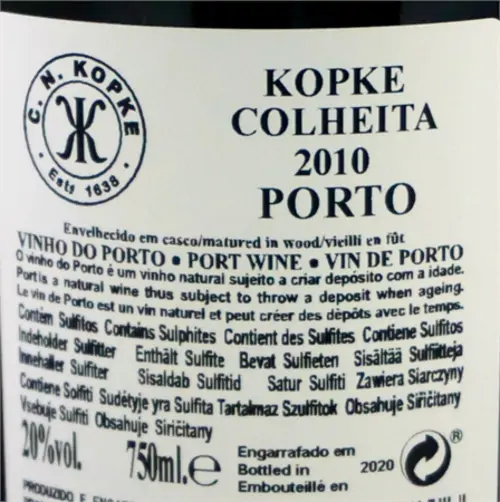 C. N. KOPKE
· Estd 1638 ·
KOPKE
COLHEITA
2010
PORTO
Envelhecido em casco/matured in wood/vieilli en fût
VINHO DO PORTO • PORT WINE • VIN DE PORTO
O vinho do Porto é um vinho natural sujeito a criar depósito com a idade.
Port is a natural wine thus subject to throw a deposit when ageing.
Le vin de Porto est un vin naturel et peut créer des dépôts avec le temps.
Contém Sulfitos Contains Sulphites Contient des Sulfites Contiene Sulfitos
Indeholder Sulfitter Enthält Sulfite Bevat Sulfieten Sisältää Sulfiitteja
Innehaller Sulfiter Sisaldab Sulfitid Satur Sulfiti Zawiera Siarczyny
Contiene Solfiti Sudėtyje yra Sulfita Tartalmaz Szulfitok Obsahuje Siričitany
Vsebuje Sulfiti Obsahuje Siričitany
20%vol. 750ml.℮
Engarrafado em
Bottled in 2020
Embouteillé en
®
PRODUZIDO E